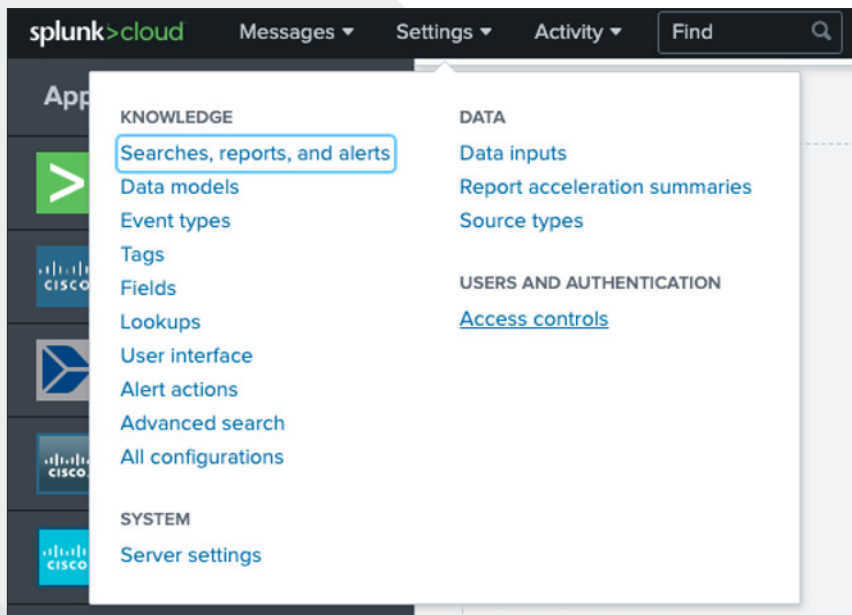 splunk>cloud Messages Settings Activity Find
App
KNOWLEDGE
Searches, reports, and alerts
Data models
Event types
Tags
Fields
Lookups
User interface
Alert actions
Advanced search
All configurations
SYSTEM
Server settings
DATA
Data inputs
Report acceleration summaries
Source types
USERS AND AUTHENTICATION
Access controls
>
CISCO
CISCO
CISCO